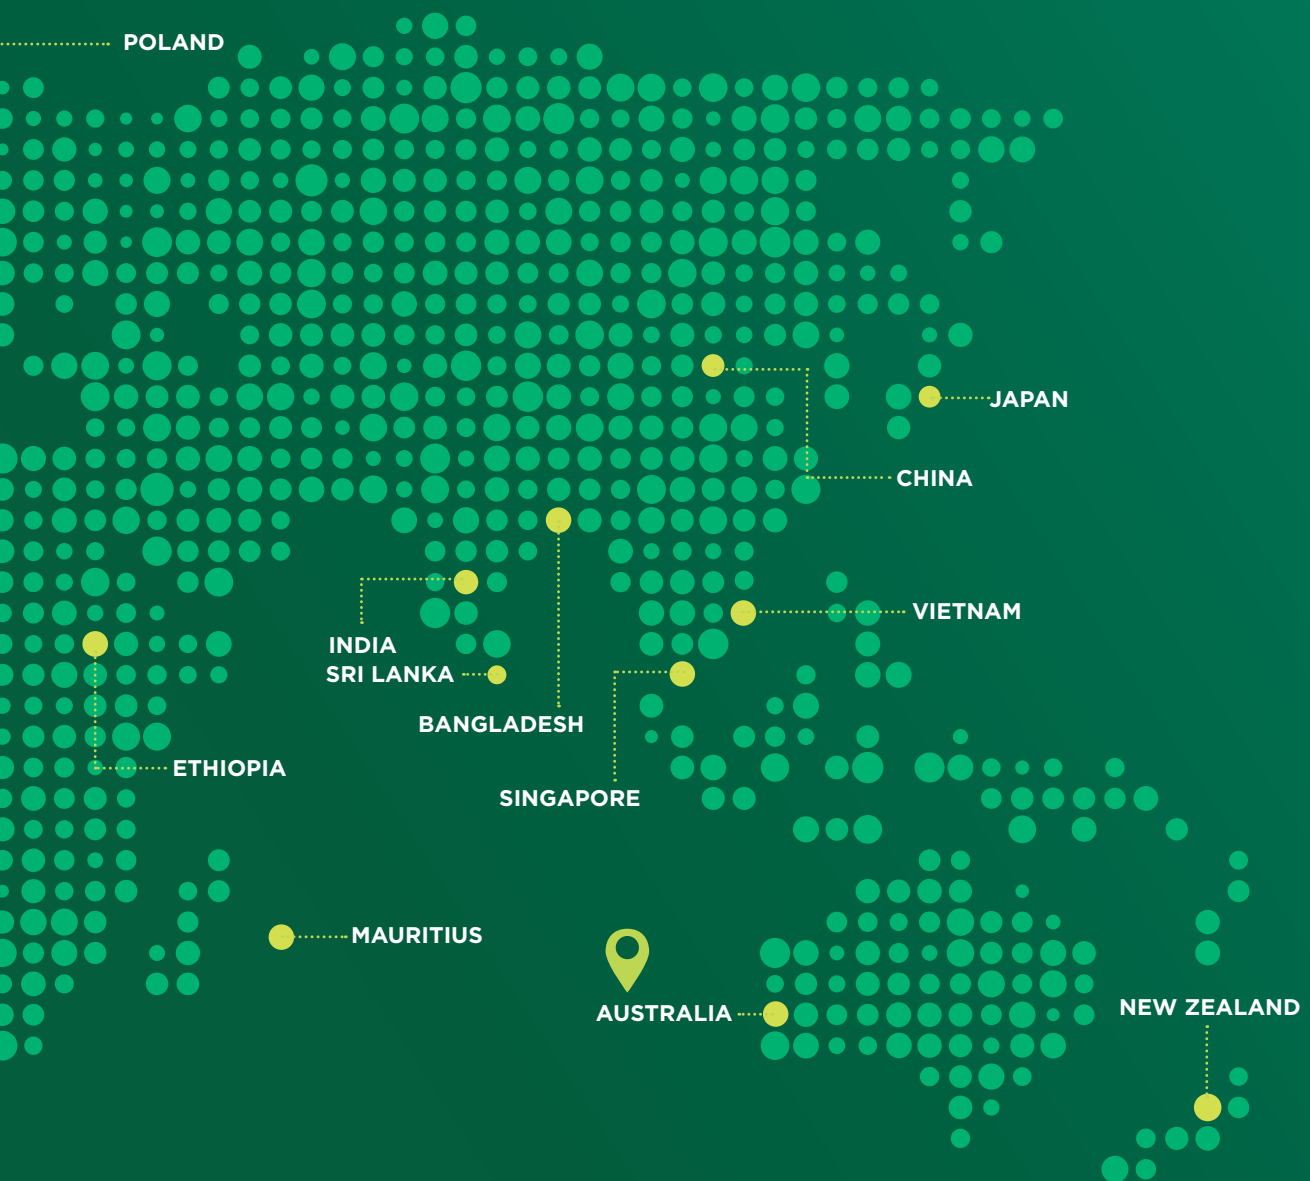 POLAND
JAPAN
CHINA
VIETNAM
INDIA
SRI LANKA
BANGLADESH
ETHIOPIA
SINGAPORE
MAURITIUS
AUSTRALIA
NEW ZEALAND